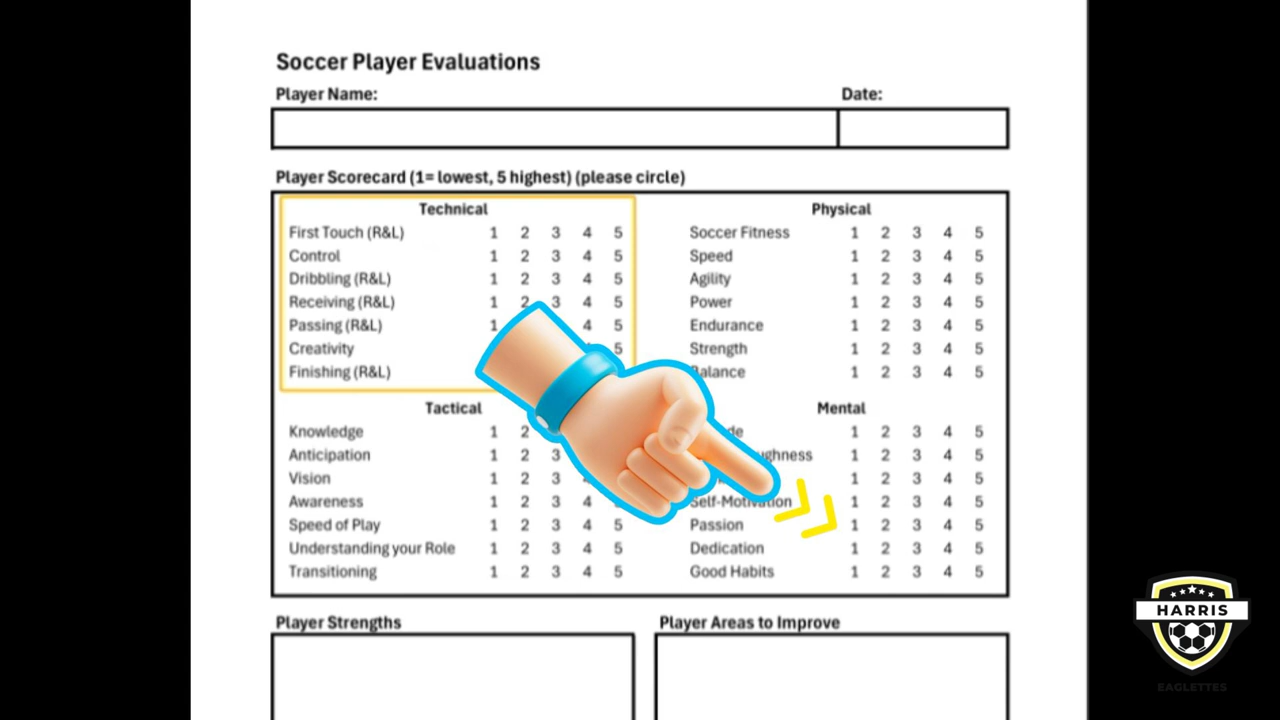 Soccer Player Evaluations
Player Name:
Date:
Player Scorecard (1= lowest, 5 highest) (please circle)
Technical
First Touch (R&L) 1 2 3 4 5
Control 1 2 3 4 5
Dribbling (R&L) 1 2 3 4 5
Receiving (R&L) 1 2 3 4 5
Passing (R&L) 1 4 5
Creativity 5
Finishing (R&L)
Physical
Soccer Fitness 1 2 3 4 5
Speed 1 2 3 4 5
Agility 1 2 3 4 5
Power 1 2 3 4 5
Endurance 1 2 3 4 5
Strength 1 2 3 4 5
Balance 1 2 3 4 5
Tactical
Knowledge 1 2
Anticipation 1 2 3
Vision 1 2 3
Awareness 1 2 3 4
Speed of Play 1 2 3 4 5
Understanding your Role 1 2 3 4 5
Transitioning 1 2 3 4 5
Mental
1 2 3 4 5
1 2 3 4 5
1 2 3 4 5
Self-Motivation 1 2 3 4 5
Passion 1 2 3 4 5
Dedication 1 2 3 4 5
Good Habits 1 2 3 4 5
Player Strengths
Player Areas to Improve
HARRIS
EAGLETTES